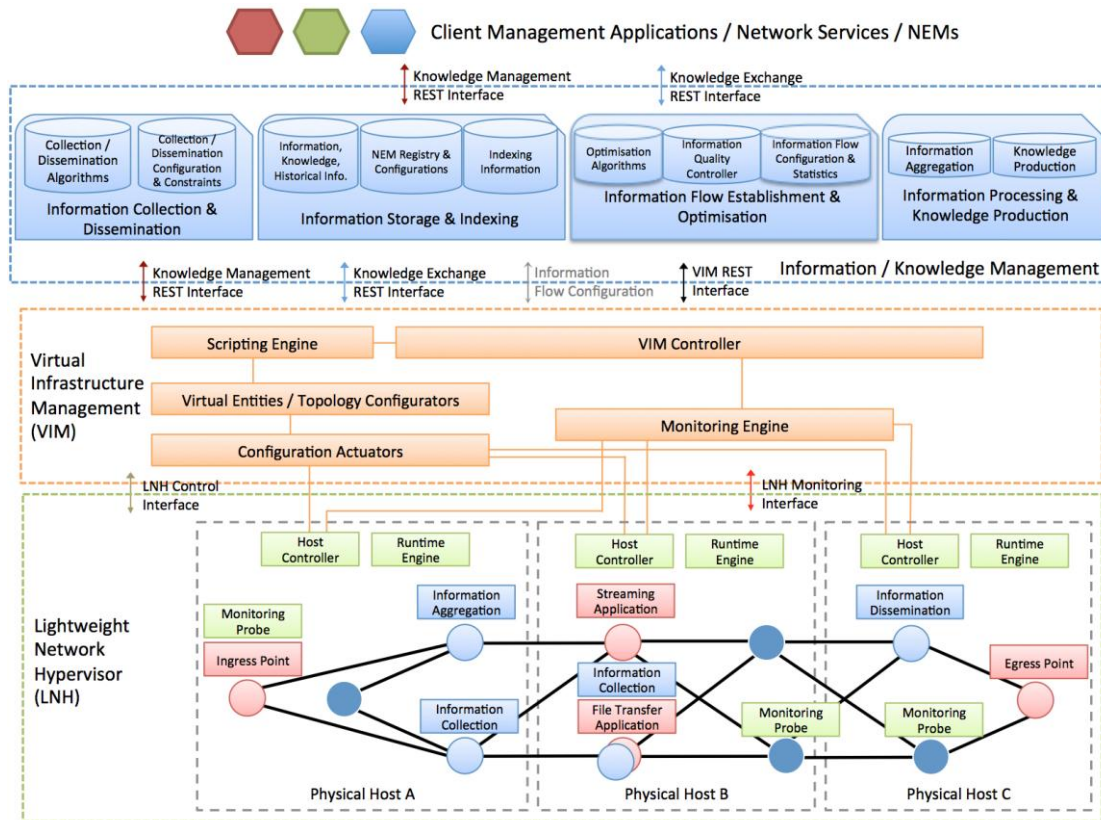 Client Management Applications / Network Services / NEMs
Knowledge Management
REST Interface
Knowledge Exchange
REST Interface
Collection /
Dissemination
Algorithms
Collection /
Dissemination
Configuration
& Constraints
Information Collection &
Dissemination
Information,
Knowledge,
Historical Info.
NEM Registry &
Configurations
Indexing
Information
Information Storage & Indexing
Optimisation
Algorithms
Information
Quality
Controller
Information Flow
Configuration &
Statistics
Information Flow Establishment &
Optimisation
Information
Aggregation
Knowledge
Production
Information Processing &
Knowledge Production
Knowledge Management
REST Interface
Knowledge Exchange
REST Interface
Information
Flow Configuration
VIM REST
Interface
Information / Knowledge Management
Virtual
Infrastructure
Management
(VIM)
Scripting Engine
VIM Controller
Virtual Entities / Topology Configurators
Monitoring Engine
Configuration Actuators
LNH Control
Interface
LNH Monitoring
Interface
Lightweight
Network
Hypervisor
(LNH)
Host
Controller
Runtime
Engine
Information
Aggregation
Monitoring
Probe
Ingress Point
Information
Collection
Physical Host A
Host
Controller
Runtime
Engine
Streaming
Application
Information
Collection
File Transfer
Application
Monitoring
Probe
Physical Host B
Host
Controller
Runtime
Engine
Information
Dissemination
Egress Point
Monitoring
Probe
Physical Host C